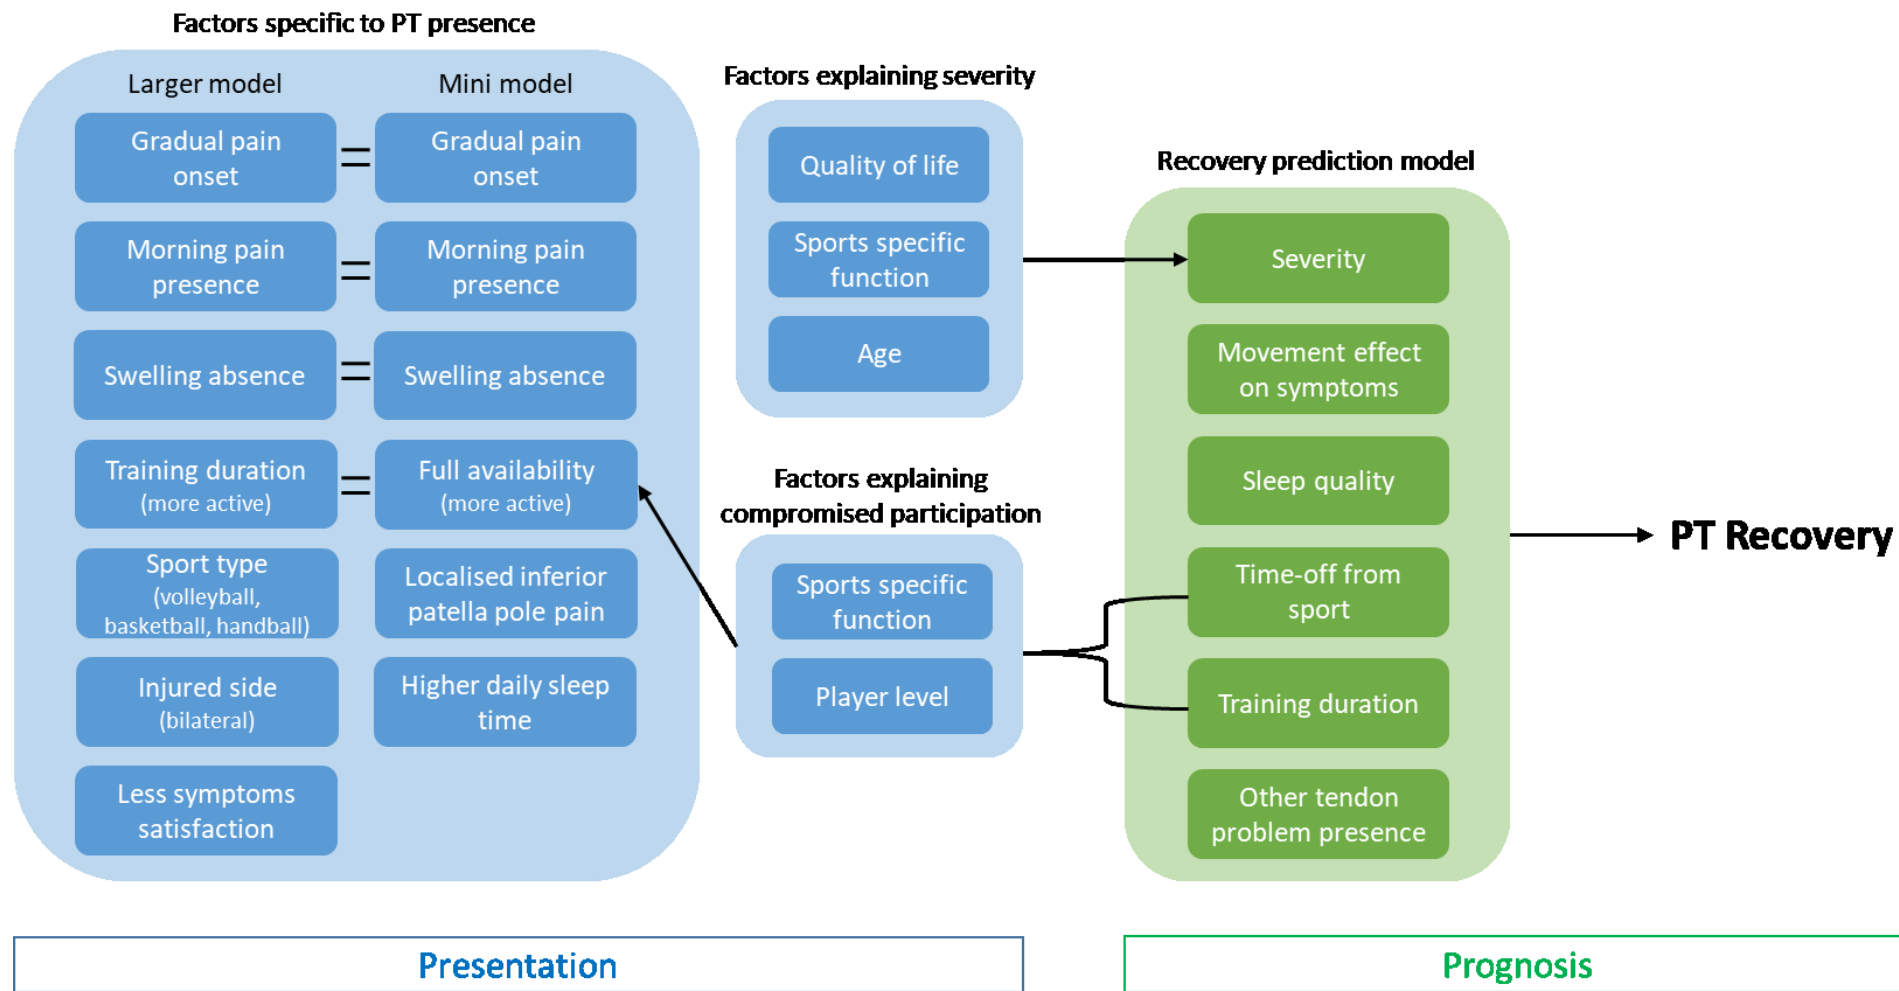 Factors specific to PT presence
Larger model
Mini model
Gradual pain
onset
=
Gradual pain
onset
Morning pain
presence
=
Morning pain
presence
Swelling absence
=
Swelling absence
Training duration
(more active)
=
Full availability
(more active)
Sport type
(volleyball,
basketball, handball)
Localised inferior
patella pole pain
Injured side
(bilateral)
Higher daily sleep
time
Less symptoms
satisfaction
Factors explaining severity
Quality of life
Sports specific
function
Age
Factors explaining
compromised participation
Sports specific
function
Player level
Recovery prediction model
Severity
Movement effect
on symptoms
Sleep quality
Time-off from
sport
Training duration
Other tendon
problem presence
PT Recovery
Presentation
Prognosis